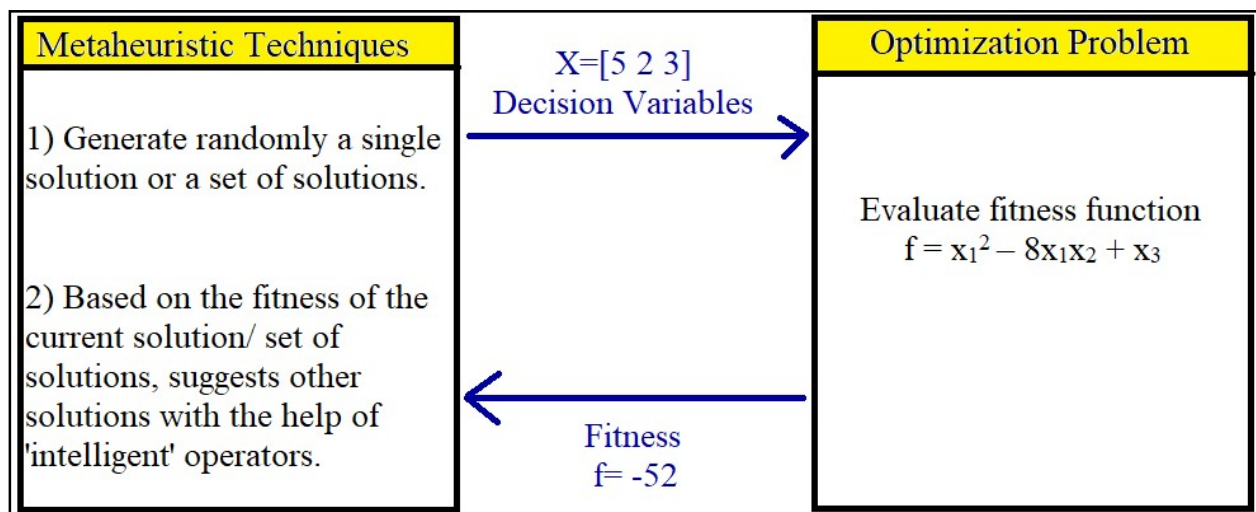 Metaheuristic Techniques
1) Generate randomly a single
solution or a set of solutions.
2) Based on the fitness of the
current solution/ set of
solutions, suggests other
solutions with the help of
'intelligent' operators.
X=[5 2 3]
Decision Variables
Fitness
f= -52
Optimization Problem
Evaluate fitness function
f = x₁² – 8x₁x₂ + x₃